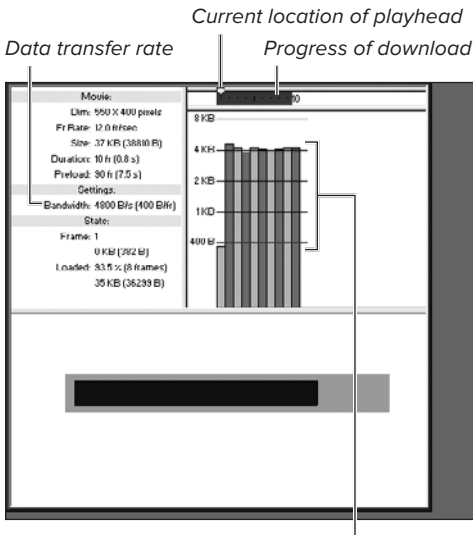 Current location of playhead
Data transfer rate
Progress of download
Movie:
Dim: 550 X 400 pixels
Fr Rate: 12.0 fr/sec
Size: 37 KB (38810 B)
Duration: 10 fr (0.8 s)
Preload: 90 fr (7.5 s)
Settings:
Bandwidth: 4800 B/s (400 B/fr)
State:
Frame: 1
0 KB (382 B)
Loaded: 93.5 % (8 frames)
35 KB (36299 B)
10
8 KB
4 KB
2 KB
1 KB
400 B